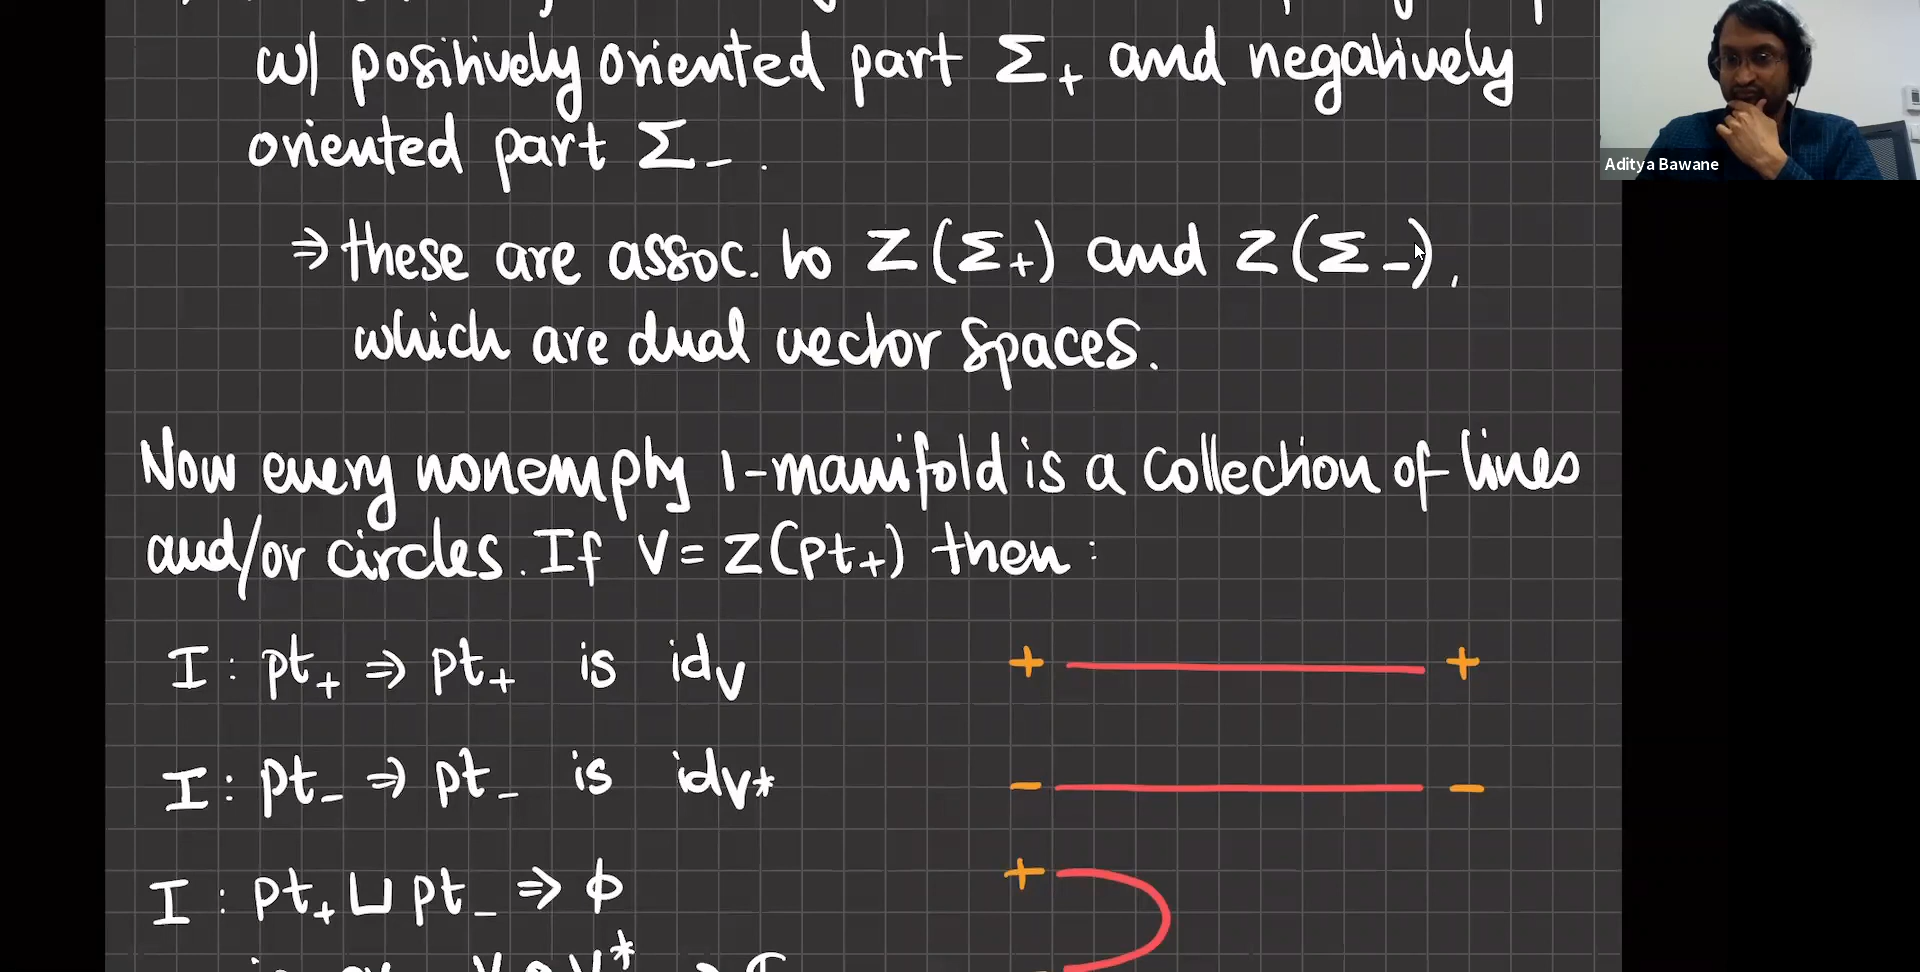 w/ positively oriented part Σ₊ and negatively
oriented part Σ₋ .
⇒ these are assoc. to Z(Σ₊) and Z(Σ₋),
which are dual vector spaces.
Now every nonempty 1-manifold is a collection of lines
and/or circles. If V = Z(pt₊) then :
I : pt₊ ⇒ pt₊ is id_V + +
I : pt₋ ⇒ pt₋ is id_V* − −
I : pt₊ ⊔ pt₋ ⇒ ϕ +
Aditya Bawane